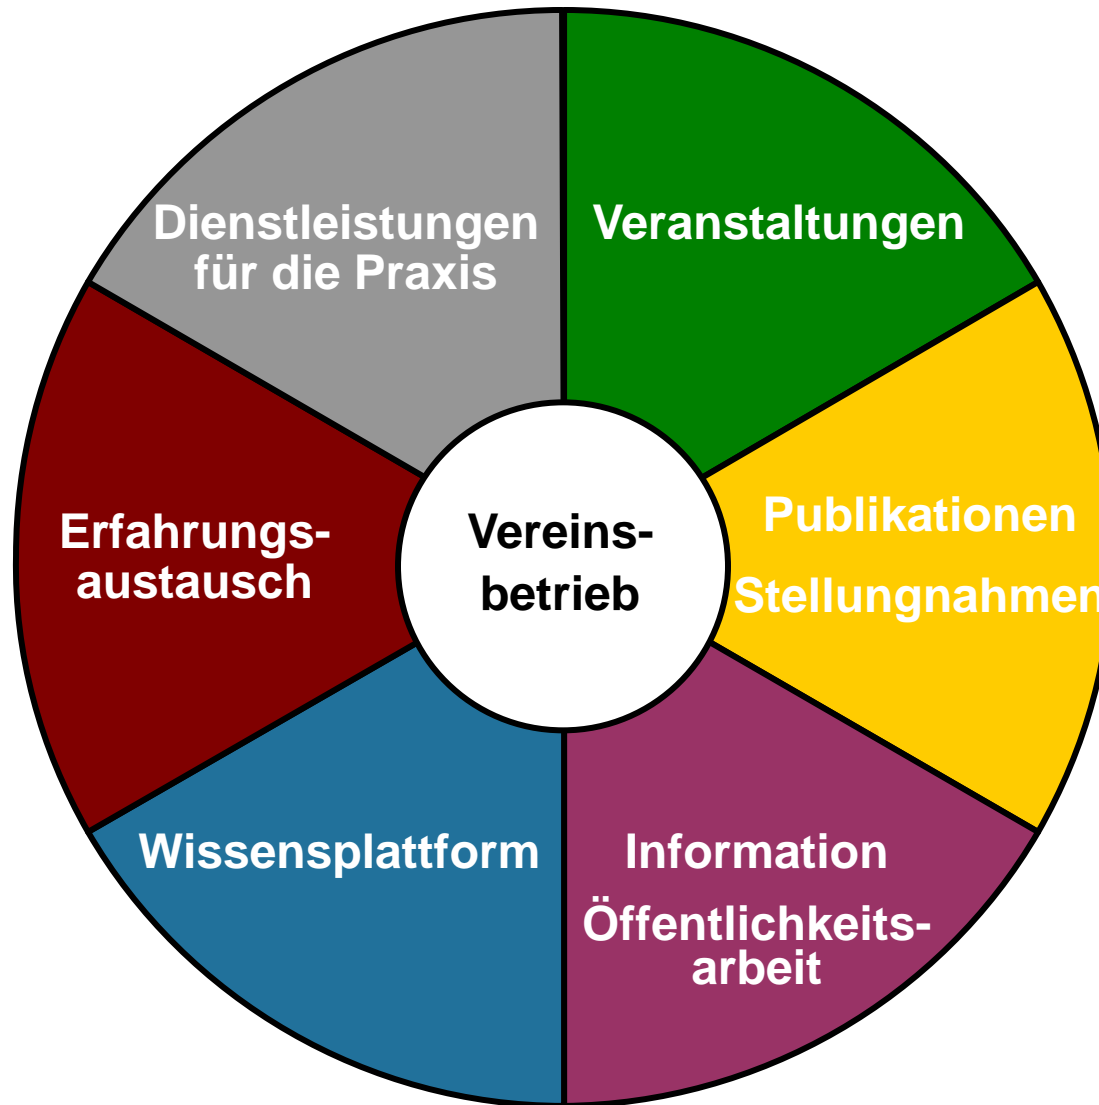 Dienstleistungen
für die Praxis
Veranstaltungen
Erfahrungs-
austausch
Vereins-
betrieb
Publikationen
Stellungnahmen
Wissensplattform
Information
Öffentlichkeits-
arbeit